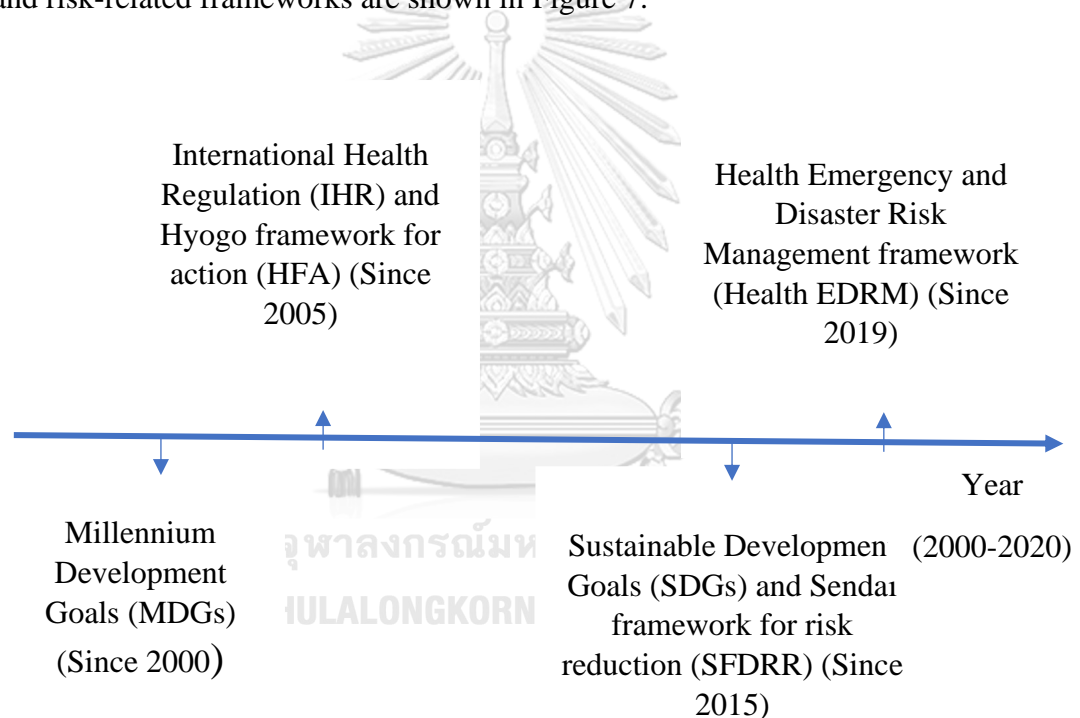 and risk-related frameworks are shown in Figure 7.
International Health
Regulation (IHR) and
Hyogo framework for
action (HFA) (Since
2005)
Health Emergency and
Disaster Risk
Management framework
(Health EDRM) (Since
2019)
Year
(2000-2020)
Millennium
Development
Goals (MDGs)
(Since 2000)
Sustainable Developmen
Goals (SDGs) and Sendai
framework for risk
reduction (SFDRR) (Since
2015)
จุฬาลงกรณ์มห
HULALONGKORN